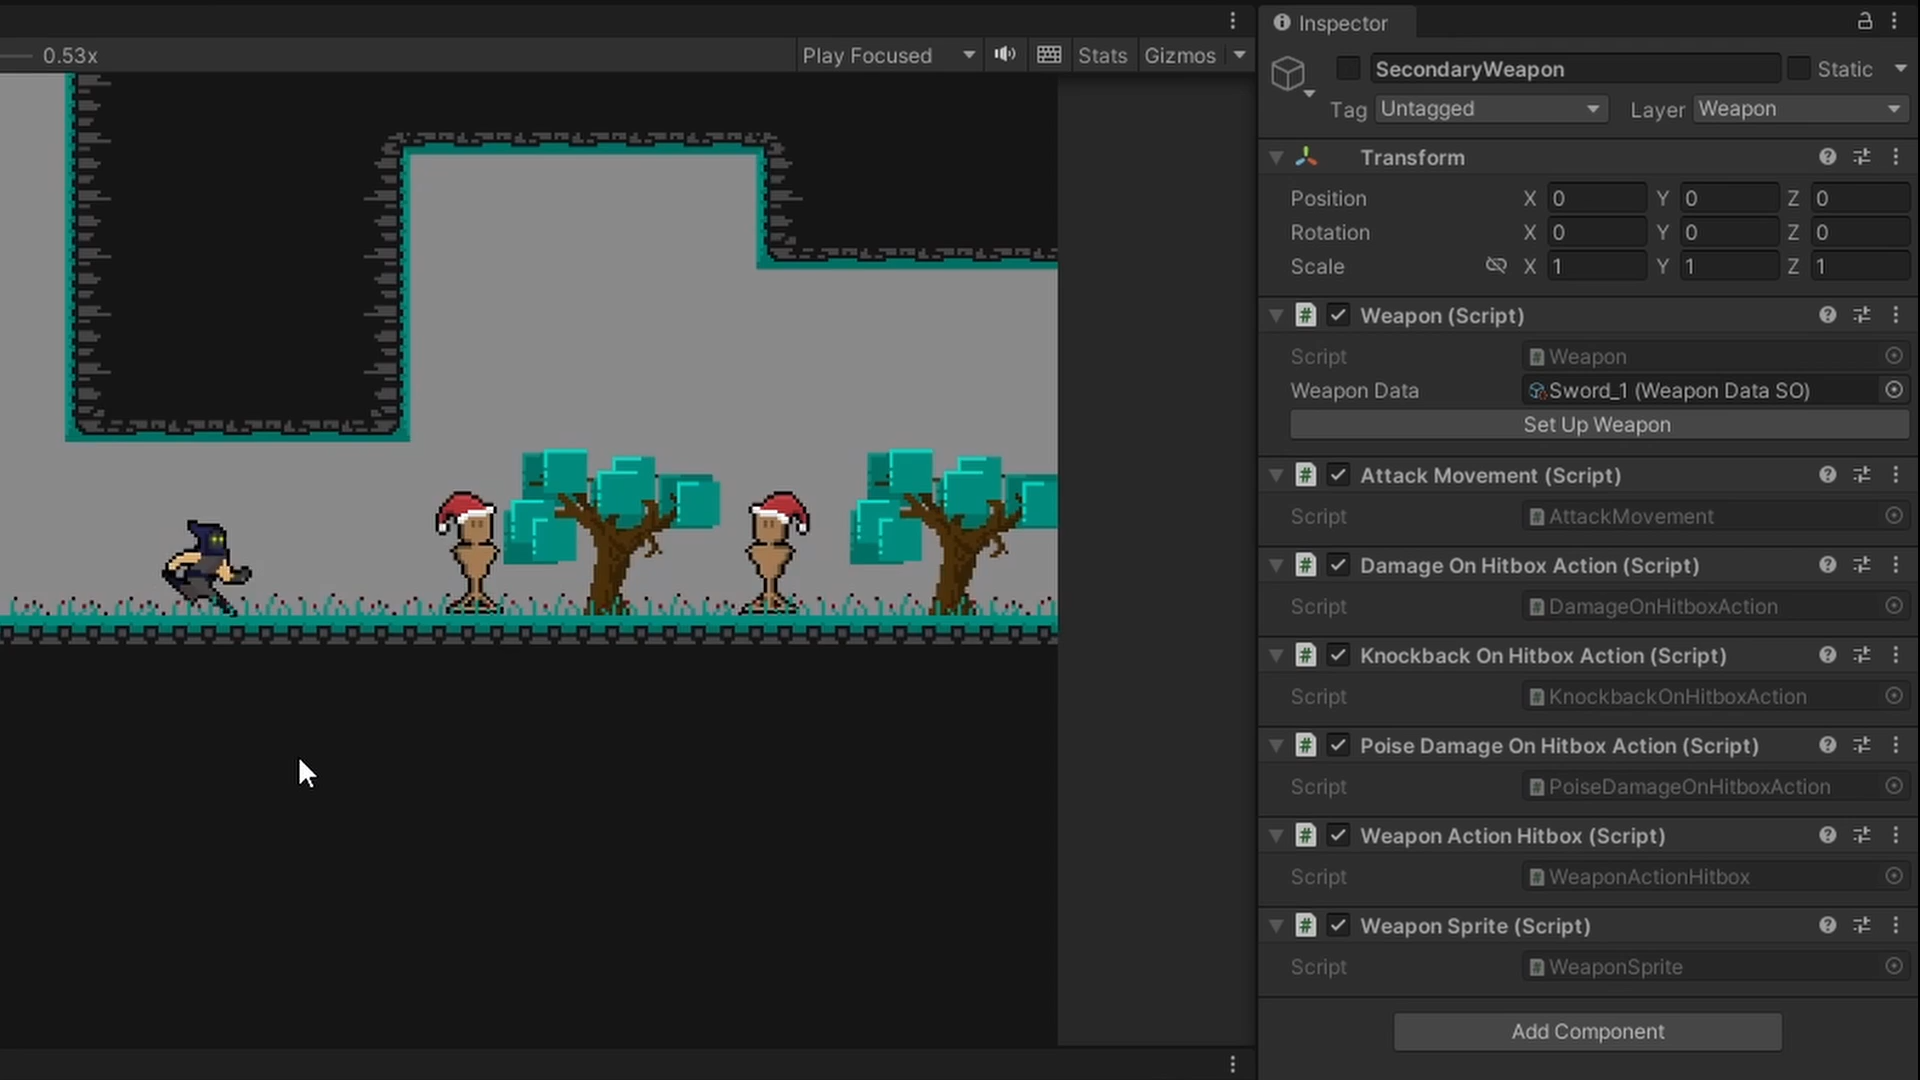 Inspector
0.53x
Play Focused
Stats
Gizmos
SecondaryWeapon
Static
Tag
Untagged
Layer
Weapon
Transform
Position
X 0
Y 0
Z 0
Rotation
X 0
Y 0
Z 0
Scale
X 1
Y 1
Z 1
Weapon (Script)
Script
Weapon
Weapon Data
Sword_1 (Weapon Data SO)
Set Up Weapon
Attack Movement (Script)
Script
AttackMovement
Damage On Hitbox Action (Script)
Script
DamageOnHitboxAction
Knockback On Hitbox Action (Script)
Script
KnockbackOnHitboxAction
Poise Damage On Hitbox Action (Script)
Script
PoiseDamageOnHitboxAction
Weapon Action Hitbox (Script)
Script
WeaponActionHitbox
Weapon Sprite (Script)
Script
WeaponSprite
Add Component